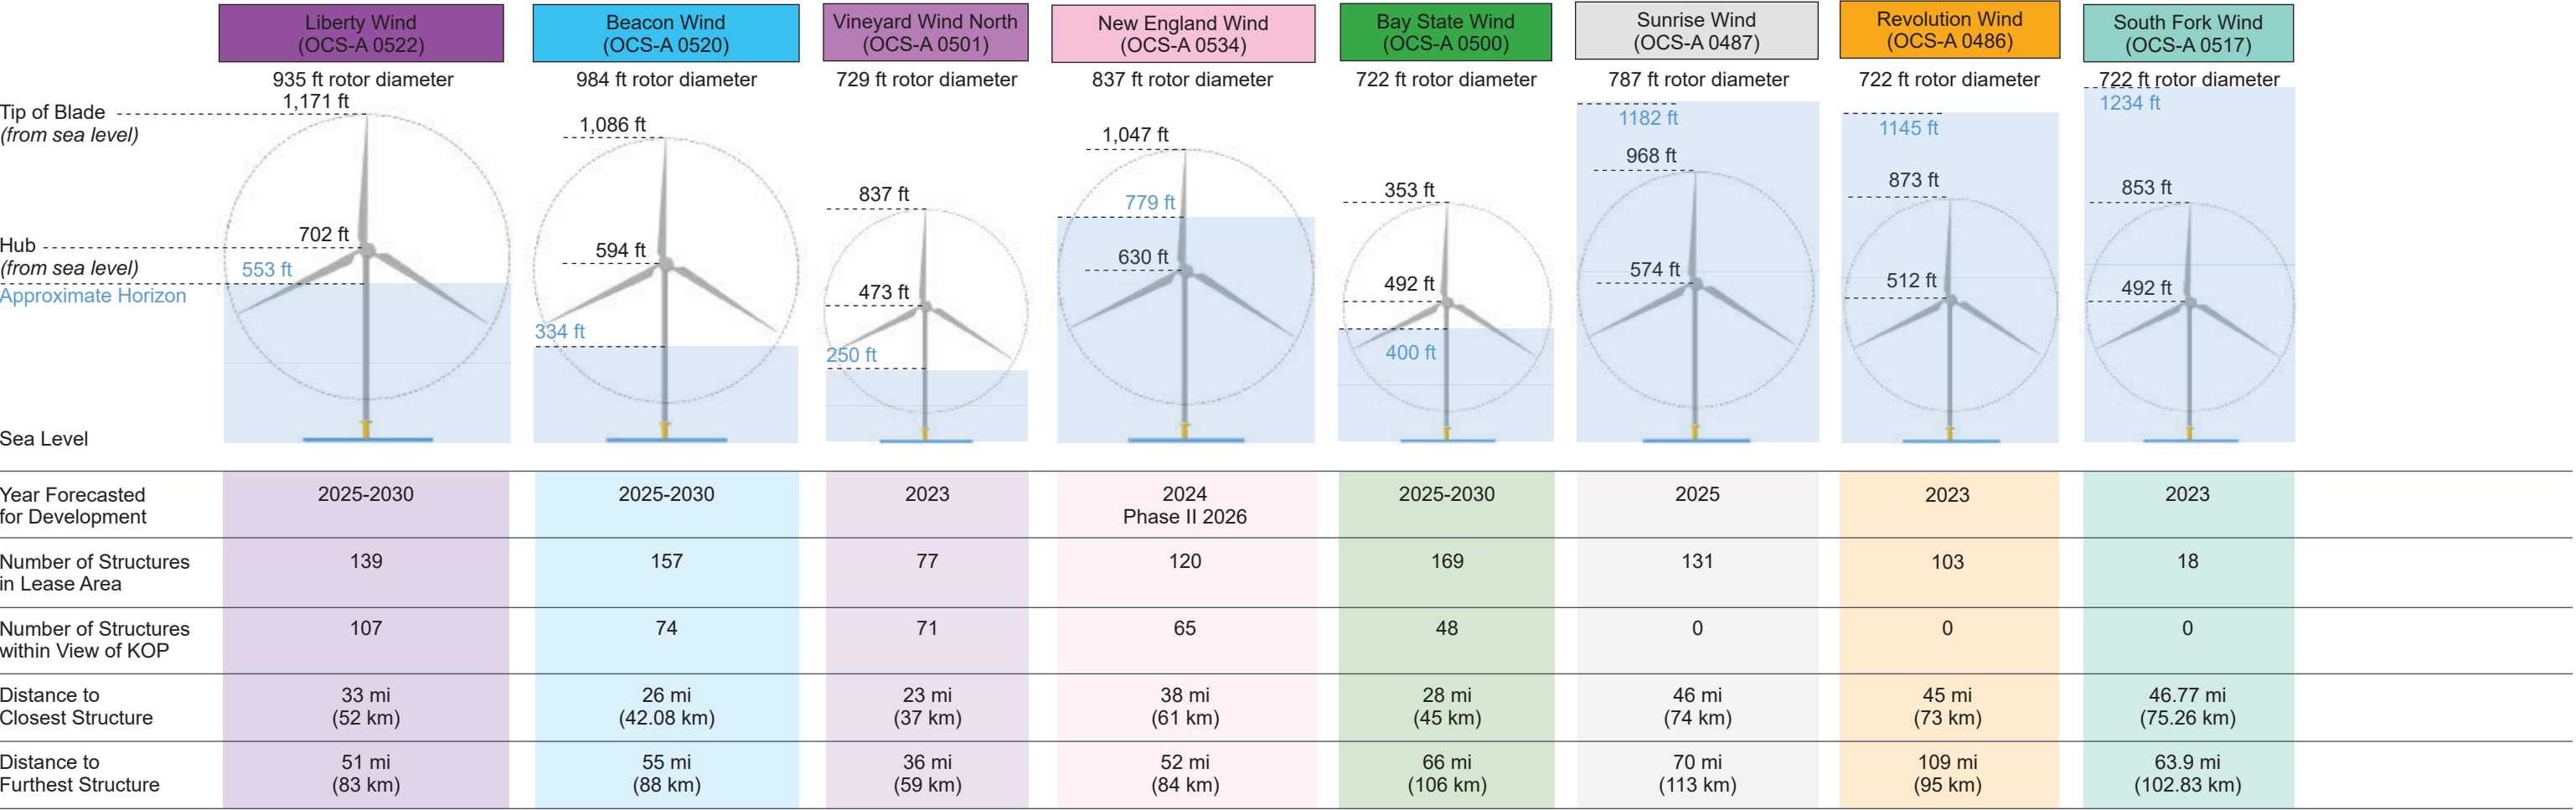 Liberty Wind
(OCS-A 0522)
Beacon Wind
(OCS-A 0520)
Vineyard Wind North
(OCS-A 0501)
New England Wind
(OCS-A 0534)
Bay State Wind
(OCS-A 0500)
Sunrise Wind
(OCS-A 0487)
Revolution Wind
(OCS-A 0486)
South Fork Wind
(OCS-A 0517)
935 ft rotor diameter
984 ft rotor diameter
729 ft rotor diameter
837 ft rotor diameter
722 ft rotor diameter
787 ft rotor diameter
722 ft rotor diameter
722 ft rotor diameter
Tip of Blade
(from sea level)
1,171 ft
1,086 ft
837 ft
1,047 ft
353 ft
1182 ft
968 ft
1145 ft
873 ft
1234 ft
853 ft
Hub
(from sea level)
702 ft
553 ft
Approximate Horizon
594 ft
334 ft
473 ft
250 ft
779 ft
630 ft
492 ft
400 ft
574 ft
512 ft
492 ft
Sea Level
Year Forecasted
for Development
2025-2030
2025-2030
2023
2024
Phase II 2026
2025-2030
2025
2023
2023
Number of Structures
in Lease Area
139
157
77
120
169
131
103
18
Number of Structures
within View of KOP
107
74
71
65
48
0
0
0
Distance to
Closest Structure
33 mi
(52 km)
26 mi
(42.08 km)
23 mi
(37 km)
38 mi
(61 km)
28 mi
(45 km)
46 mi
(74 km)
45 mi
(73 km)
46.77 mi
(75.26 km)
Distance to
Furthest Structure
51 mi
(83 km)
55 mi
(88 km)
36 mi
(59 km)
52 mi
(84 km)
66 mi
(106 km)
70 mi
(113 km)
109 mi
(95 km)
63.9 mi
(102.83 km)